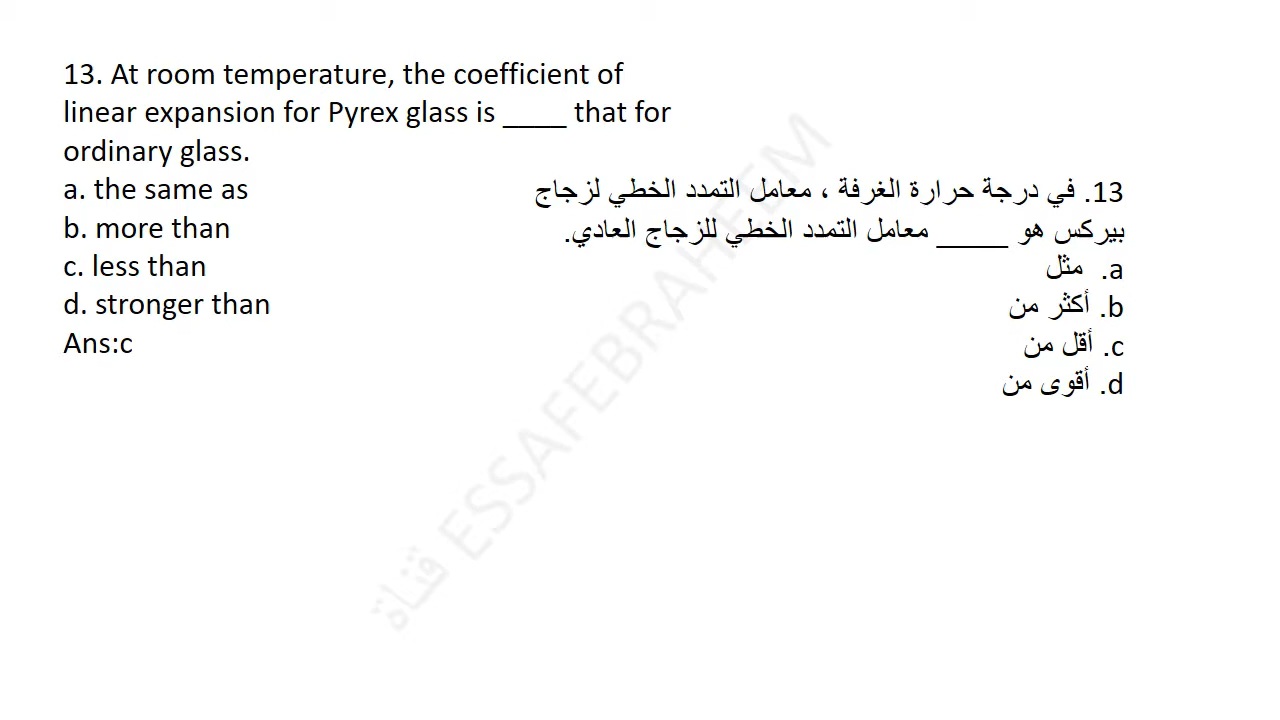 13. At room temperature, the coefficient of
linear expansion for Pyrex glass is ____ that for
ordinary glass.
a. the same as
b. more than
c. less than
d. stronger than
Ans:c
13. في درجة حرارة الغرفة ، معامل التمدد الخطي لزجاج
بيركس هو _____ معامل التمدد الخطي للزجاج العادي.
a. مثل
b. أكثر من
c. أقل من
d. أقوى من
قناة ESSAFEBRAHEEM